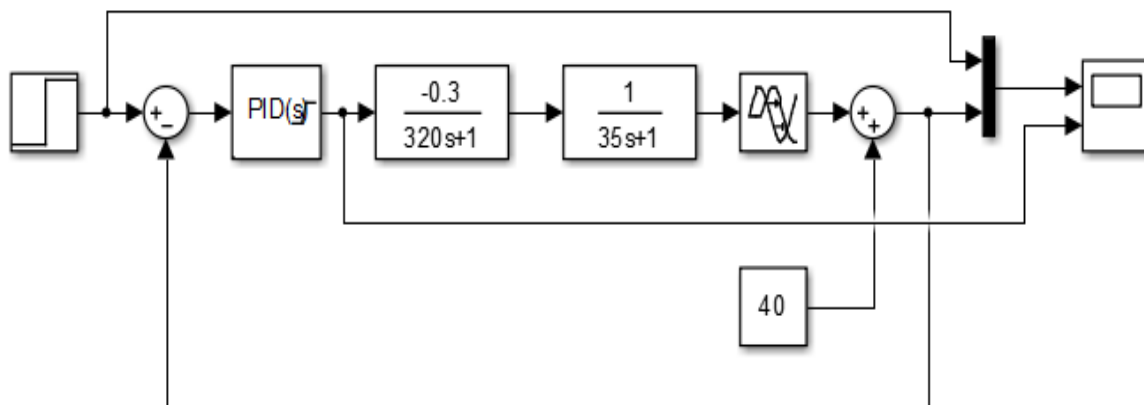 PID(s)
-0.3
320s+1
1
35s+1
+
−
+
+
40